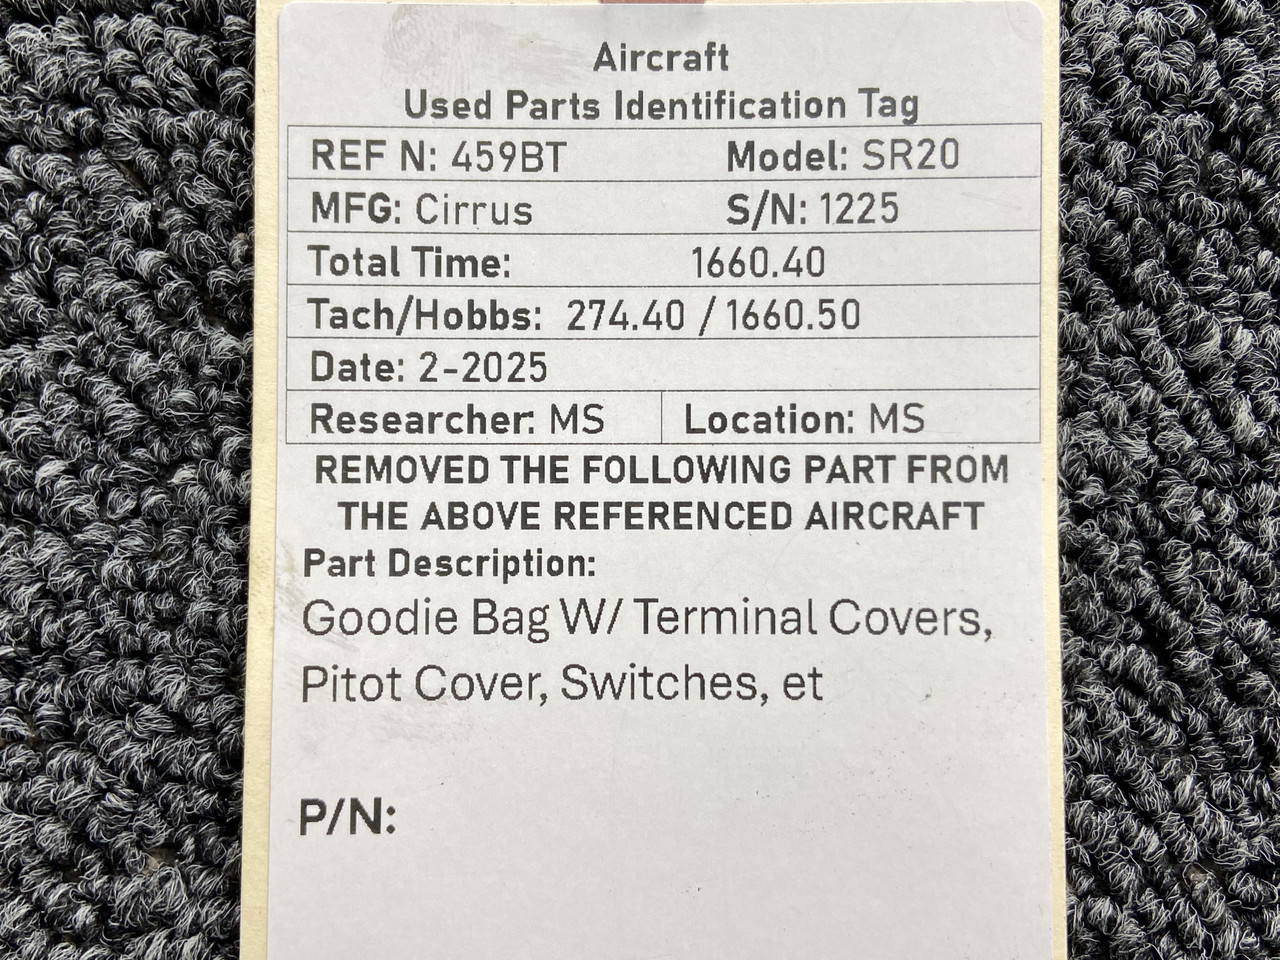 Aircraft
Used Parts Identification Tag
REF N: 459BT Model: SR20
MFG: Cirrus S/N: 1225
Total Time: 1660.40
Tach/Hobbs: 274.40 / 1660.50
Date: 2-2025
Researcher: MS Location: MS
REMOVED THE FOLLOWING PART FROM
THE ABOVE REFERENCED AIRCRAFT
Part Description:
Goodie Bag W/ Terminal Covers,
Pitot Cover, Switches, et
P/N: